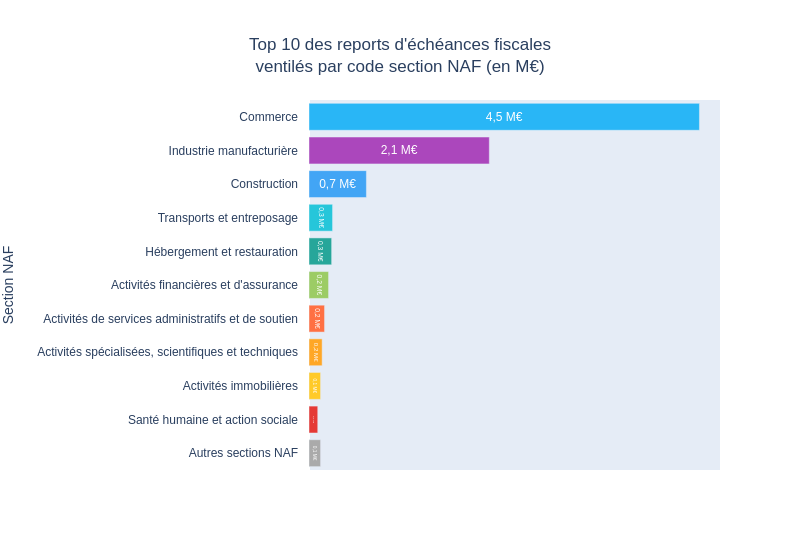 Top 10 des reports d'échéances fiscales
ventilés par code section NAF (en M€)
Section NAF
Commerce
4,5 M€
Industrie manufacturière
2,1 M€
Construction
0,7 M€
Transports et entreposage
0,3 M€
Hébergement et restauration
0,3 M€
Activités financières et d'assurance
0,2 M€
Activités de services administratifs et de soutien
0,2 M€
Activités spécialisées, scientifiques et techniques
Activités immobilières
Santé humaine et action sociale
Autres sections NAF
0,1 M€